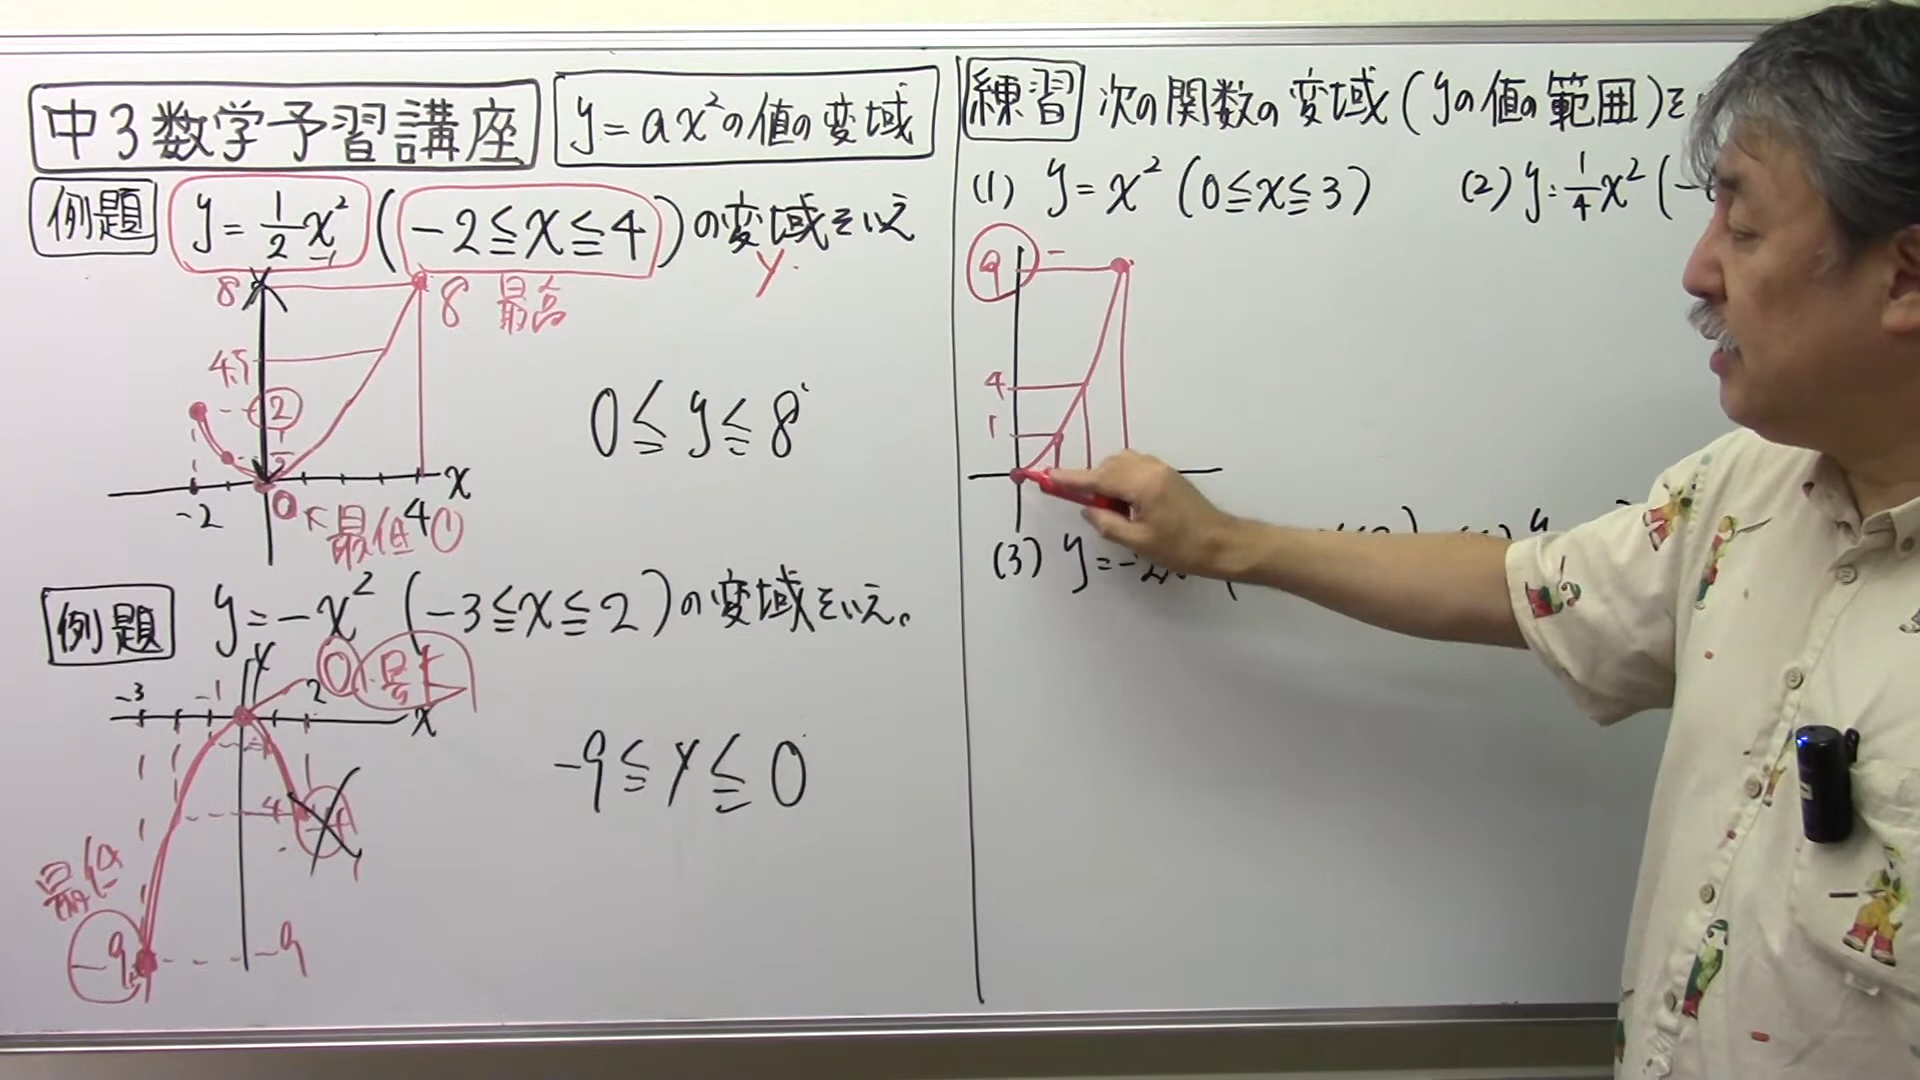 中3数学予習講座
y=ax²の値の変域
例題 y=1/2x² (-2≦x≦4)の変域をいえ
y
8
8 最高
4.5
2
x
-2
0
最低
4
0≦y≦8
例題 y=-x² (-3≦x≦2)の変域をいえ。
y
0
-3
-1
2
x
-4
最低
-9
-9
-9≦y≦0
練習 次の関数の変域(yの値の範囲)を
(1) y=x² (0≦x≦3)
(2) y=1/4x² (-
9
4
1
(3) y=-2